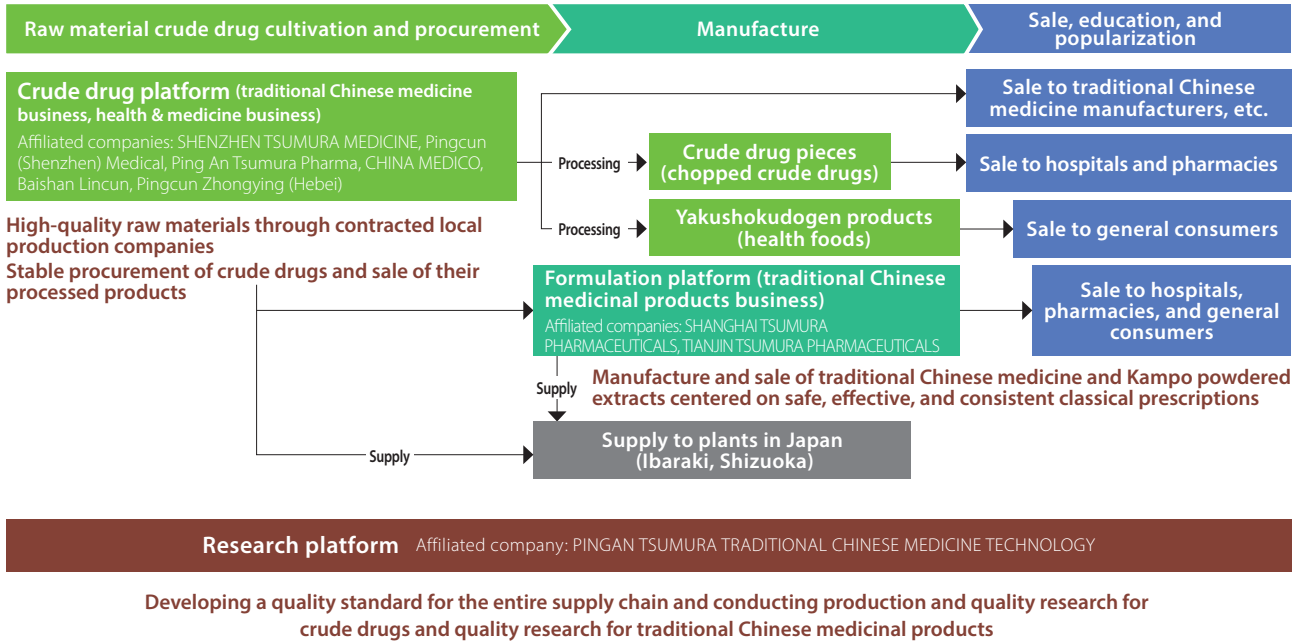 Raw material crude drug cultivation and procurement
Manufacture
Sale, education, and
popularization
Crude drug platform (traditional Chinese medicine
business, health & medicine business)
Affiliated companies: SHENZHEN TSUMURA MEDICINE, Pingcun
(Shenzhen) Medical, Ping An Tsumura Pharma, CHINA MEDICO,
Baishan Lincun, Pingcun Zhongying (Hebei)
Sale to traditional Chinese
medicine manufacturers, etc.
Processing
Crude drug pieces
(chopped crude drugs)
Sale to hospitals and pharmacies
Processing
Yakushokudogen products
(health foods)
Sale to general consumers
High-quality raw materials through contracted local
production companies
Stable procurement of crude drugs and sale of their
processed products
Formulation platform (traditional Chinese
medicinal products business)
Affiliated companies: SHANGHAI TSUMURA
PHARMACEUTICALS, TIANJIN TSUMURA PHARMACEUTICALS
Sale to hospitals,
pharmacies, and general
consumers
Supply
Manufacture and sale of traditional Chinese medicine and Kampo powdered
extracts centered on safe, effective, and consistent classical prescriptions
Supply
Supply to plants in Japan
(Ibaraki, Shizuoka)
Research platform Affiliated company: PINGAN TSUMURA TRADITIONAL CHINESE MEDICINE TECHNOLOGY
Developing a quality standard for the entire supply chain and conducting production and quality research for
crude drugs and quality research for traditional Chinese medicinal products